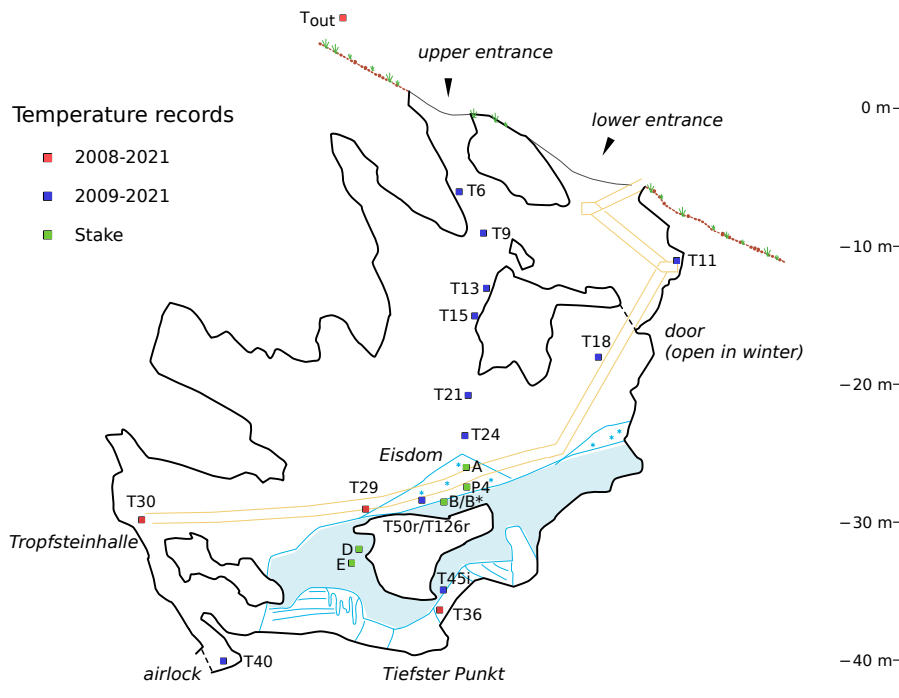 Tout
upper entrance
Temperature records
0 m
lower entrance
2008-2021
2009-2021
T6
Stake
T9
−10 m
T11
T13
T15
door
(open in winter)
T18
−20 m
T21
T24
Eisdom
A
P4
T30
T29
B/B*
−30 m
T50r/T126r
Tropfsteinhalle
D
E
T45i
T36
T40
airlock
Tiefster Punkt
−40 m